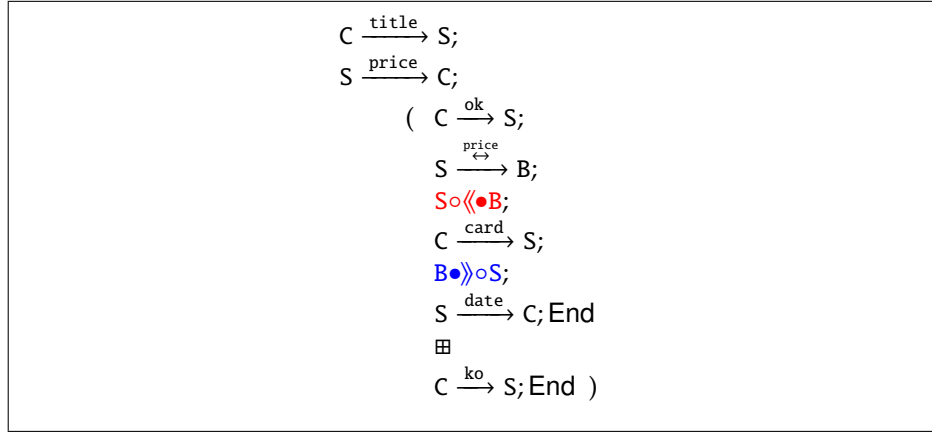 C —title→ S;
S —price→ C;
( C —ok→ S;
S —price↔→ B;
S○⟪●B;
C —card→ S;
B●⟫○S;
S —date→ C; End
⊞
C —ko→ S; End )